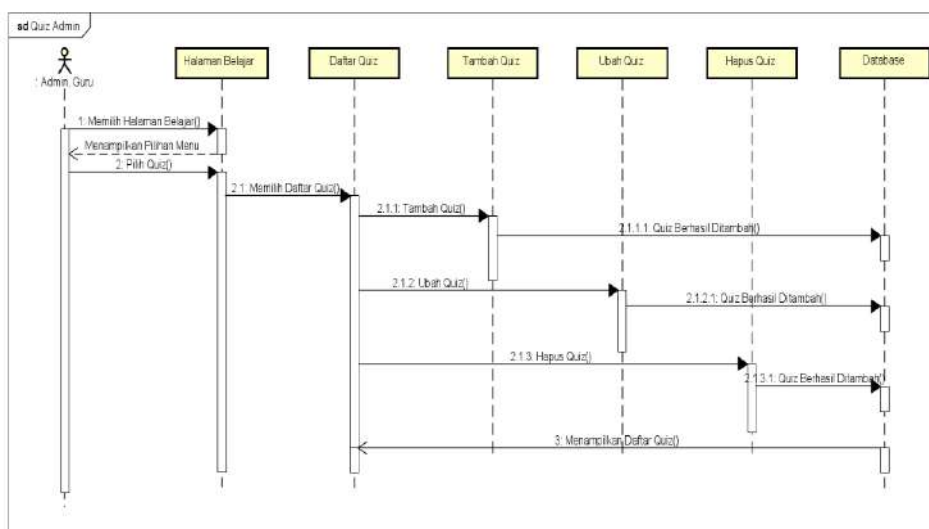 sd Quiz Admin
: Admin, Guru
Halaman Belajar
Daftar Quiz
Tambah Quiz
Ubah Quiz
Hapus Quiz
Database
1: Memilih Halaman Belajar()
Menampilkan Pilihan Menu
2: Pilih Quiz()
2.1: Memilih Daftar Quiz()
2.1.1: Tambah Quiz()
2.1.1.1: Quiz Berhasil Ditambah()
2.1.2: Ubah Quiz()
2.1.2.1: Quiz Berhasil Ditambah()
2.1.3: Hapus Quiz()
2.1.3.1: Quiz Berhasil Ditambah()
3: Menampilkan Daftar Quiz()